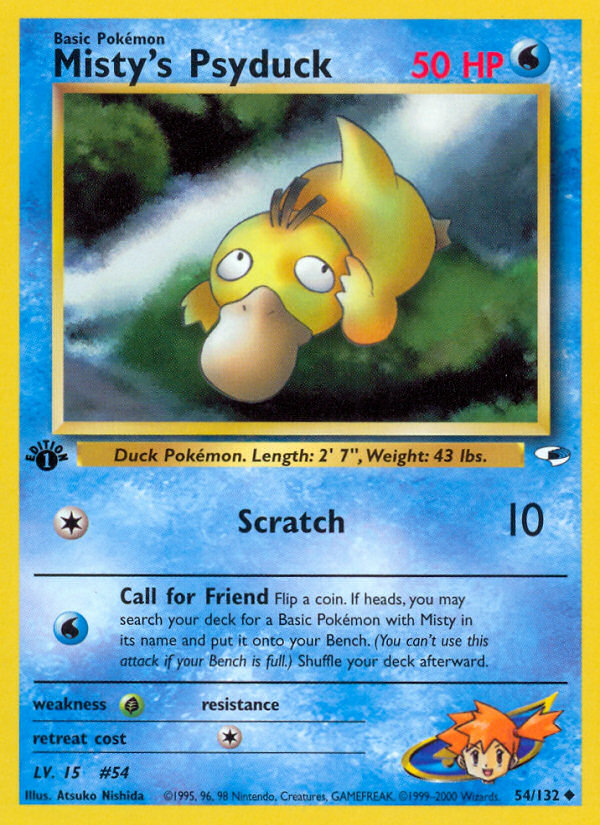 Basic Pokémon
Misty's Psyduck 50 HP
EDITION
1
Duck Pokémon. Length: 2' 7", Weight: 43 lbs.
Scratch 10
Call for Friend Flip a coin. If heads, you may
search your deck for a Basic Pokémon with Misty in
its name and put it onto your Bench. (You can't use this
attack if your Bench is full.) Shuffle your deck afterward.
weakness resistance
retreat cost
LV. 15 #54
Illus. Atsuko Nishida ©1995, 96, 98 Nintendo, Creatures, GAMEFREAK. ©1999-2000 Wizards. 54/132